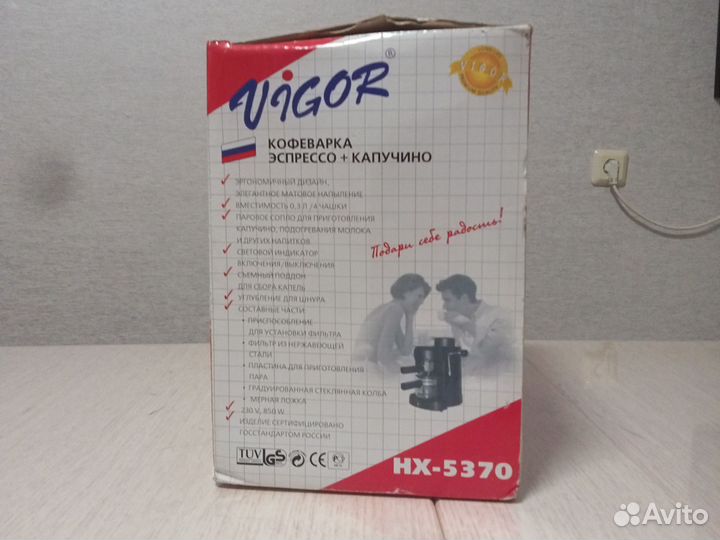 ViGOR®
VIGOR
КОФЕВАРКА
ЭСПРЕССО + КАПУЧИНО
ЭРГОНОМИЧНЫЙ ДИЗАЙН,
ЭЛЕГАНТНОЕ МАТОВОЕ НАПЫЛЕНИЕ
ВМЕСТИМОСТЬ 0,3 Л / 4 ЧАШКИ
ПАРОВОЕ СОПЛО ДЛЯ ПРИГОТОВЛЕНИЯ
КАПУЧИНО, ПОДОГРЕВАНИЯ МОЛОКА
И ДРУГИХ НАПИТКОВ
СВЕТОВОЙ ИНДИКАТОР
ВКЛЮЧЕНИЯ/ВЫКЛЮЧЕНИЯ
СЪЕМНЫЙ ПОДДОН
ДЛЯ СБОРА КАПЕЛЬ
УГЛУБЛЕНИЕ ДЛЯ ШНУРА
СОСТАВНЫЕ ЧАСТИ:
• ПРИСПОСОБЛЕНИЕ
ДЛЯ УСТАНОВКИ ФИЛЬТРА
• ФИЛЬТР ИЗ НЕРЖАВЕЮЩЕЙ
СТАЛИ
• ПЛАСТИНА ДЛЯ ПРИГОТОВЛЕНИЯ
ПАРА
• ГРАДУИРОВАННАЯ СТЕКЛЯННАЯ КОЛБА
• МЕРНАЯ ЛОЖКА
230 V, 850 W
ИЗДЕЛИЕ СЕРТИФИЦИРОВАНО
ГОССТАНДАРТОМ РОССИИ
Подари себе радость!
TUV GS CE
HX-5370
Avito